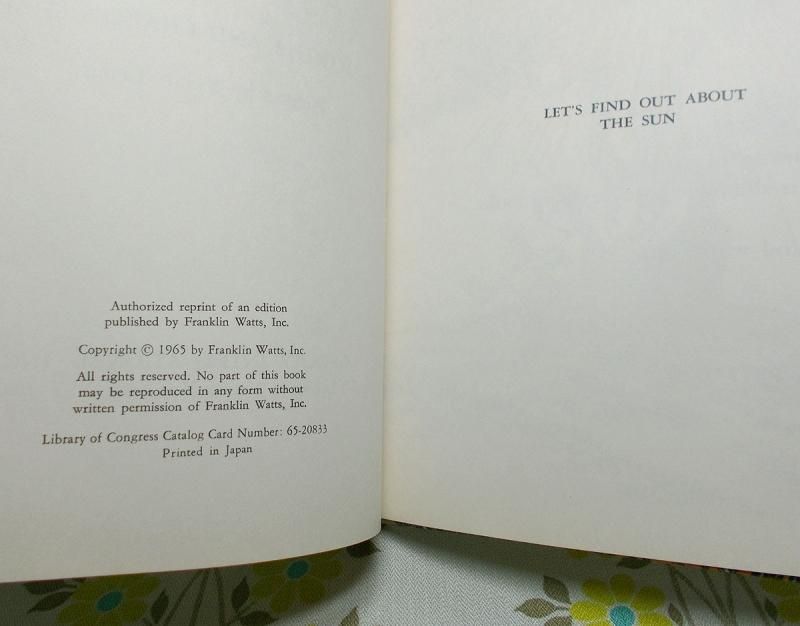 Authorized reprint of an edition
published by Franklin Watts, Inc.
Copyright © 1965 by Franklin Watts, Inc.
All rights reserved. No part of this book
may be reproduced in any form without
written permission of Franklin Watts, Inc.
Library of Congress Catalog Card Number: 65-20833
Printed in Japan
LET'S FIND OUT ABOUT
THE SUN